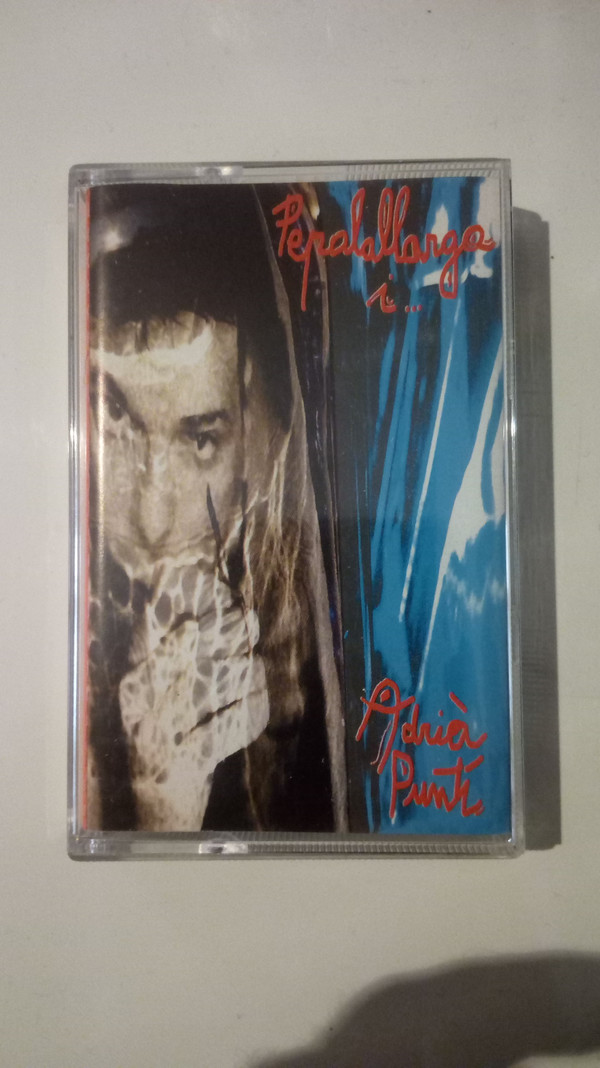 Pepalallarga
i...
Adrià
Puntí